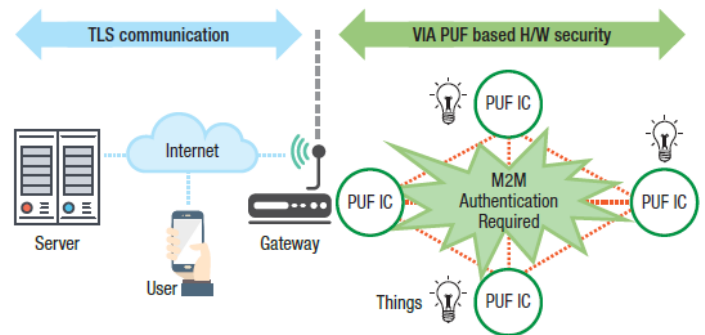 TLS communication
VIA PUF based H/W security
PUF IC
Internet
M2M
Authentication
Required
PUF IC
PUF IC
Server
Gateway
User
Things
PUF IC